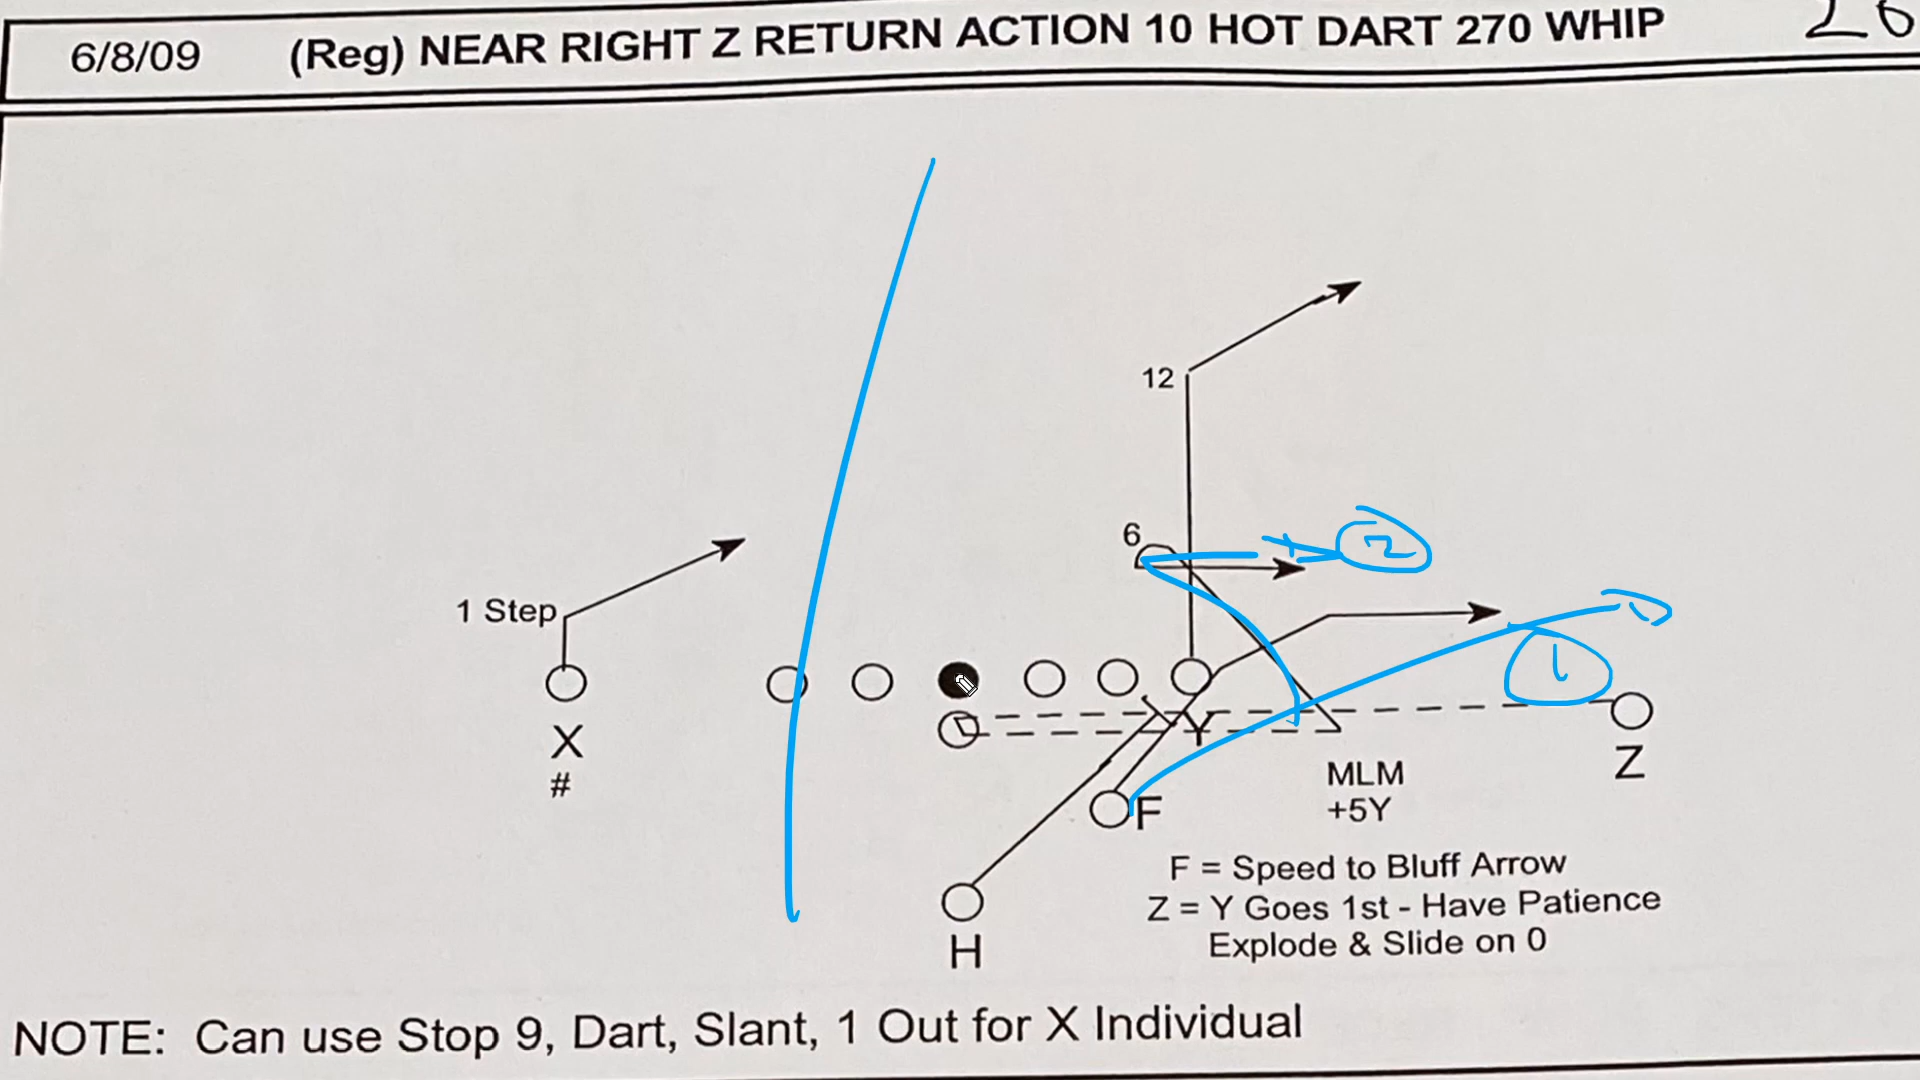 6/8/09 (Reg) NEAR RIGHT Z RETURN ACTION 10 HOT DART 270 WHIP
12
6
2
1 Step
1
X
#
Y
Z
MLM
+5Y
F
F = Speed to Bluff Arrow
Z = Y Goes 1st - Have Patience
Explode & Slide on 0
H
NOTE: Can use Stop 9, Dart, Slant, 1 Out for X Individual